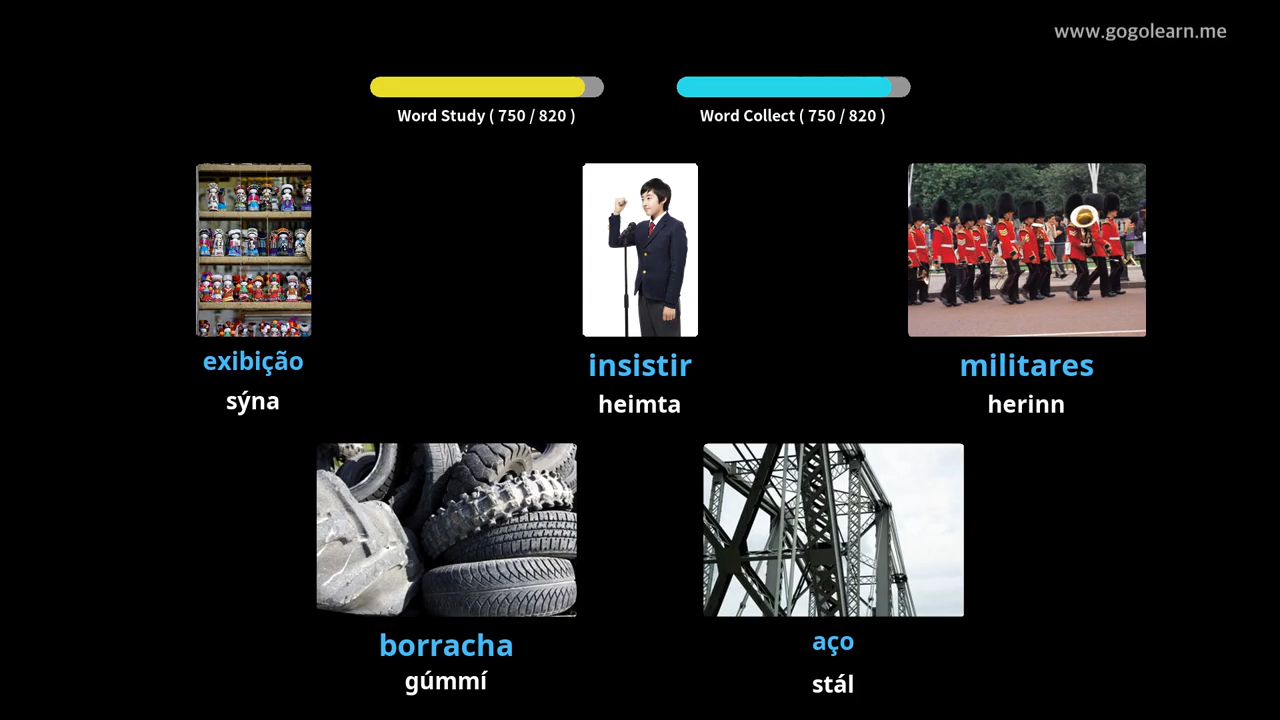 www.gogolearn.me
Word Study ( 750 / 820 )
Word Collect ( 750 / 820 )
exibição
sýna
insistir
heimta
militares
herinn
borracha
gúmmí
aço
stál